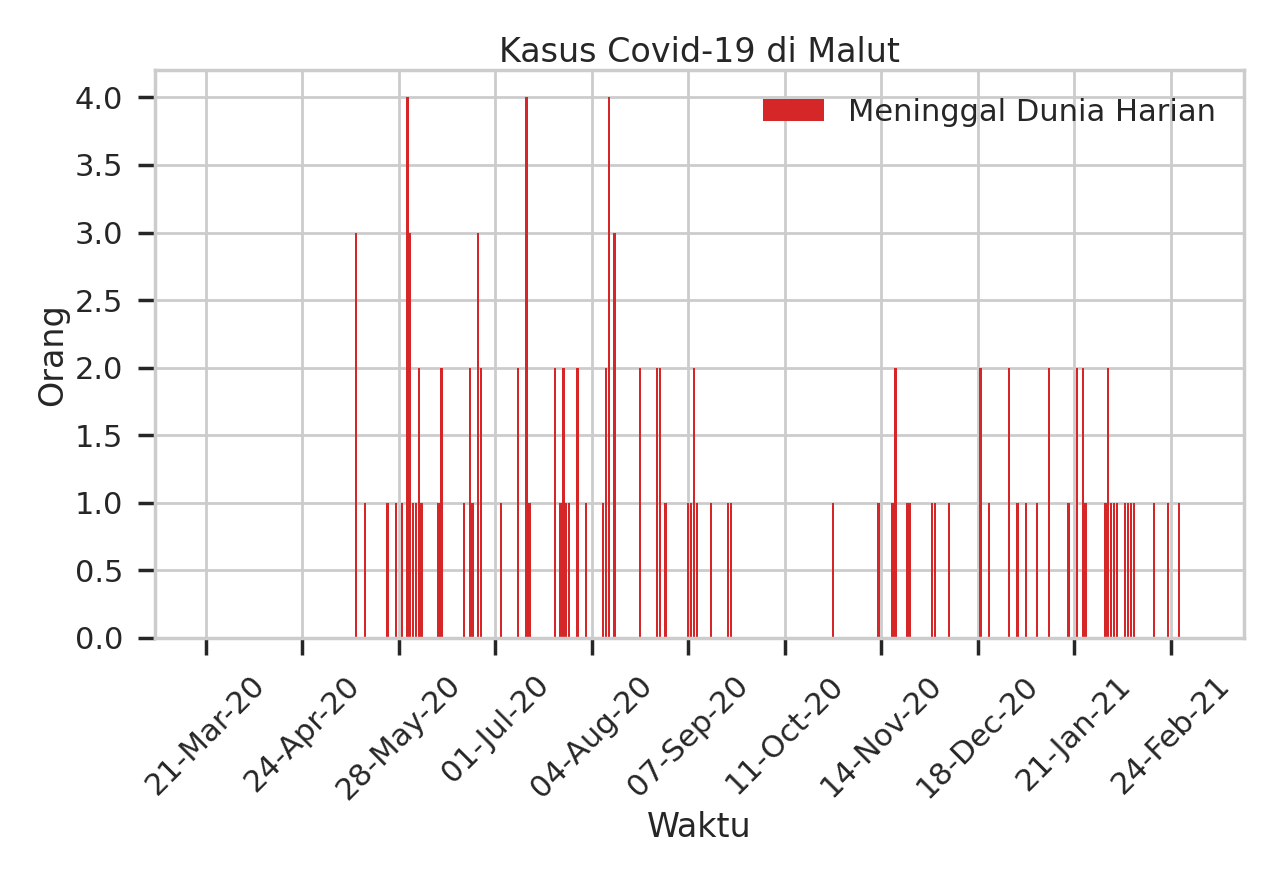 Kasus Covid-19 di Malut
Meninggal Dunia Harian
Orang
4.0
3.5
3.0
2.5
2.0
1.5
1.0
0.5
0.0
21-Mar-20
24-Apr-20
28-May-20
01-Jul-20
04-Aug-20
07-Sep-20
11-Oct-20
14-Nov-20
18-Dec-20
21-Jan-21
24-Feb-21
Waktu